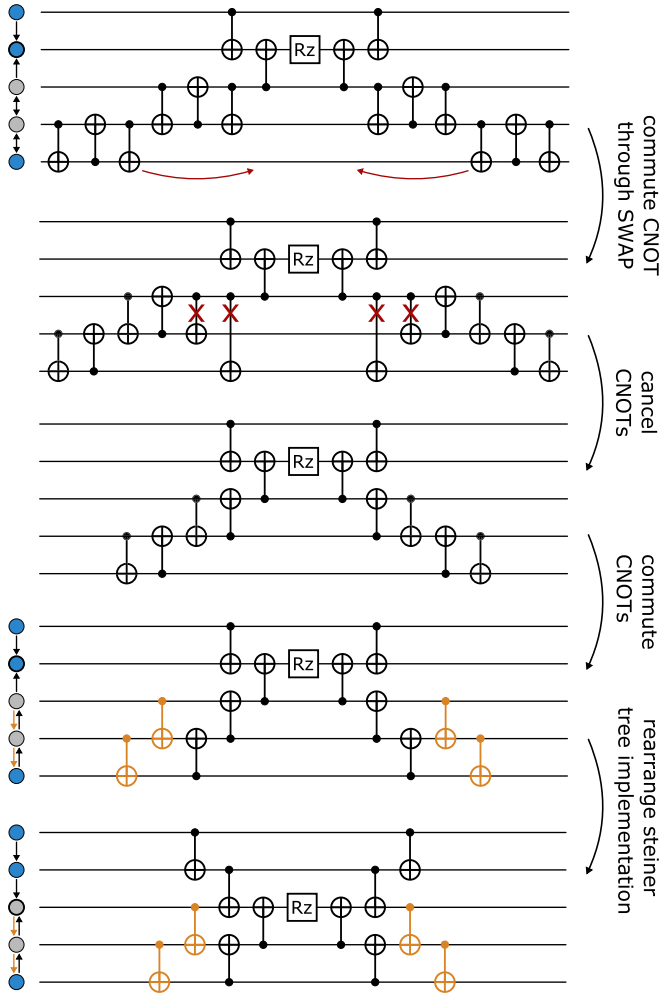 Rz
commute CNOT
through SWAP
Rz
cancel
CNOTs
Rz
commute
CNOTs
Rz
rearrange steiner
tree implementation
Rz